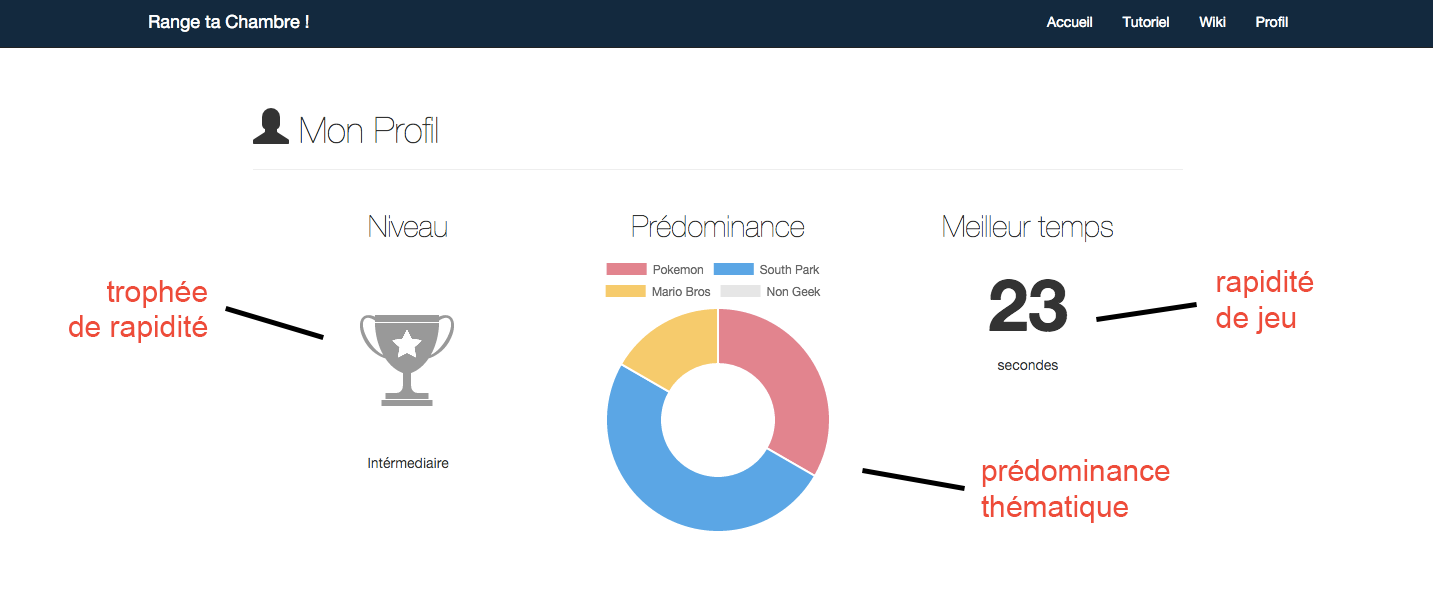 Range ta Chambre !
Accueil Tutoriel Wiki Profil
Mon Profil
Niveau
Prédominance
Meilleur temps
Pokemon South Park
Mario Bros Non Geek
trophée
de rapidité
23
secondes
rapidité
de jeu
Intérmediaire
prédominance
thématique